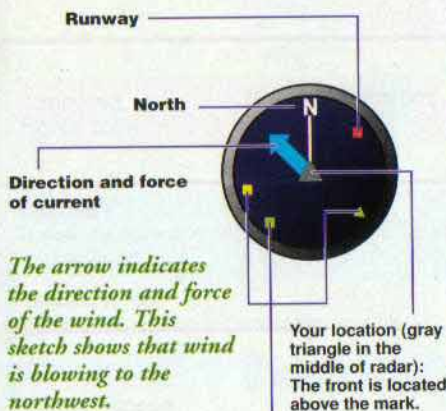 Runway
North
N
Direction and force
of current
The arrow indicates
the direction and force
of the wind. This
sketch shows that wind
is blowing to the
northwest.
Your location (gray
triangle in the
middle of radar):
The front is located
above the mark.